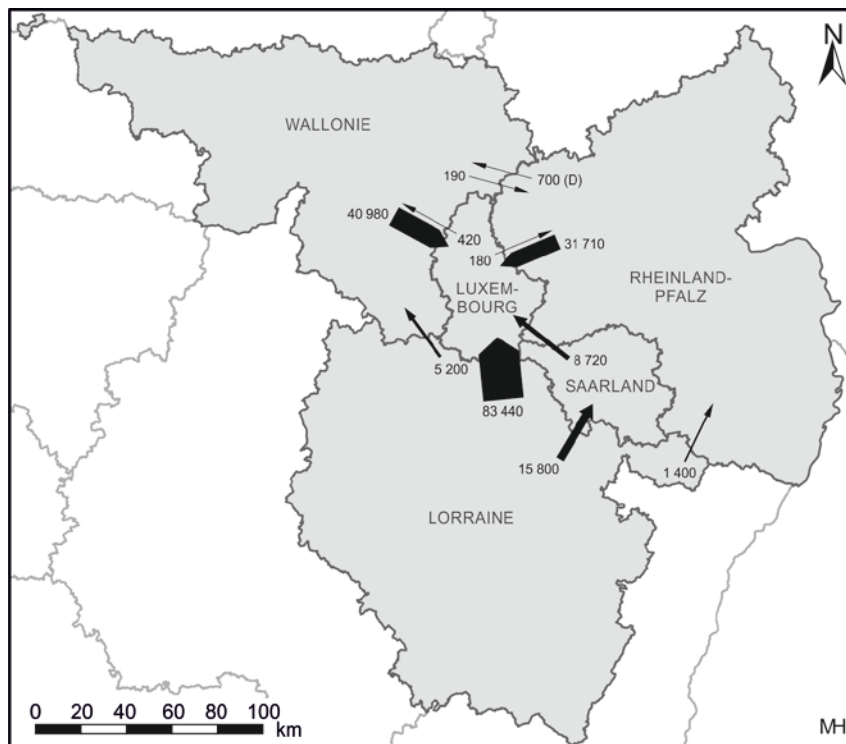 N
WALLONIE
190
700 (D)
40 980
420
180
31 710
RHEINLAND-
PFALZ
LUXEM-
BOURG
5 200
8 720
SAARLAND
83 440
15 800
1 400
LORRAINE
0 20 40 60 80 100
km
MH